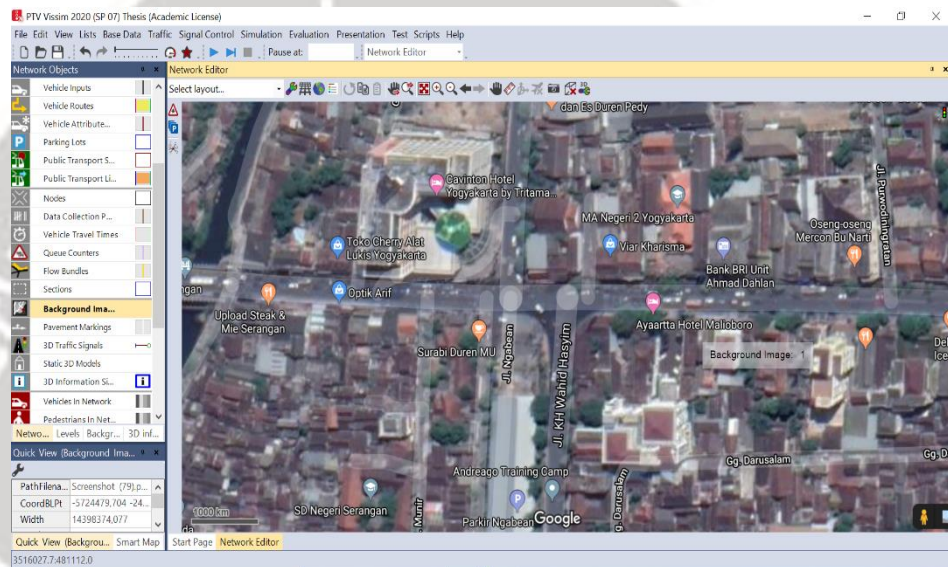 PTV Vissim 2020 (SP 07) Thesis (Academic License)
File Edit View Lists Base Data Traffic Signal Control Simulation Evaluation Presentation Test Scripts Help
Pause at:
Network Editor
Network Objects
Vehicle Inputs
Vehicle Routes
Vehicle Attribute...
Parking Lots
Public Transport S...
Public Transport Li...
Nodes
Data Collection P...
Vehicle Travel Times
Queue Counters
Flow Bundles
Sections
Background Ima...
Pavement Markings
3D Traffic Signals
Static 3D Models
3D Information Si...
Vehicles In Network
Pedestrians In Net...
Netwo... Levels Backgr... 3D inf...
Quick View (Background Ima...
PathFilena... Screenshot (79).p...
CoordBLPt -5724479,704 -24...
Width 14398374,077
Quick View (Backgrou... Smart Map
3516027.7:481112.0
Network Editor
Select layout...
dan Es Duren Pedy
Cavinton Hotel
Yogyakarta by Tritama...
Jl. Purwodiningratan
MA Negeri 2 Yogyakarta
Oseng-oseng
Mercon Bu Narti
Toko Cherry Alat
Lukis Yogyakarta
Viar Kharisma
Bank BRI Unit
Ahmad Dahlan
ngan
Optik Arif
Upload Steak &
Mie Serangan
Ayaartta Hotel Malioboro
Surabi Duren MU
Jl. Ngabean
Jl. KH Wahid Hasyim
Background Image: 1
Gg. Darusalam
Gg. D
Andreago Training Camp
SD Negeri Serangan
Munir
Parkir Ngabean
Google
g. Darusalam
1000 km
da
Start Page Network Editor